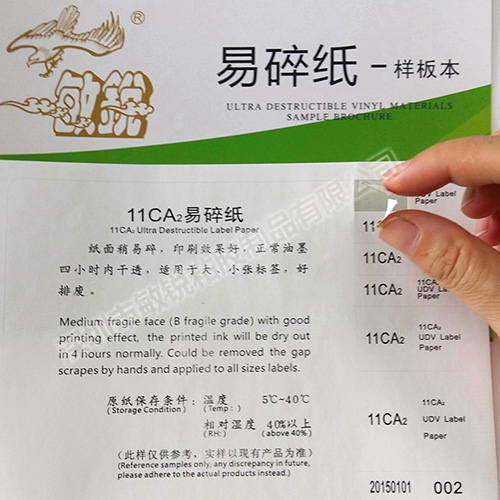 ®
敏锐
易碎纸-样板本
ULTRA DESTRUCTIBLE VINYL MATERIALS
SAMPLE BROCHURE
11CA2易碎纸
11CA2 Ultra Destructible Label Paper
纸面稍易碎，印刷效果好，正常油墨
四小时内干透，适用于大、小张标签，好
排废。
Medium fragile face (B fragile grade) with good
printing effect, the printed ink will be dry out
in 4 hours normally. Could be removed the gap
scrapes by hands and applied to all sizes labels.
原纸保存条件：温度 5℃~40℃
(Storage Condition) (Temp:)
相对湿度 40%以上
(RH:) (above 40%)
(此样仅供参考，实样以现有产品为准)
(Reference samples only, any discrepancy in future,
please adhere to the actual products instead.)
UDV Label
Paper
11CA2
11CA2
11CA2
UDV Label
Paper
11CA2
11CA2
UDV Label
Paper
11CA2
11CA2
UDV Label
Paper
20150101 002